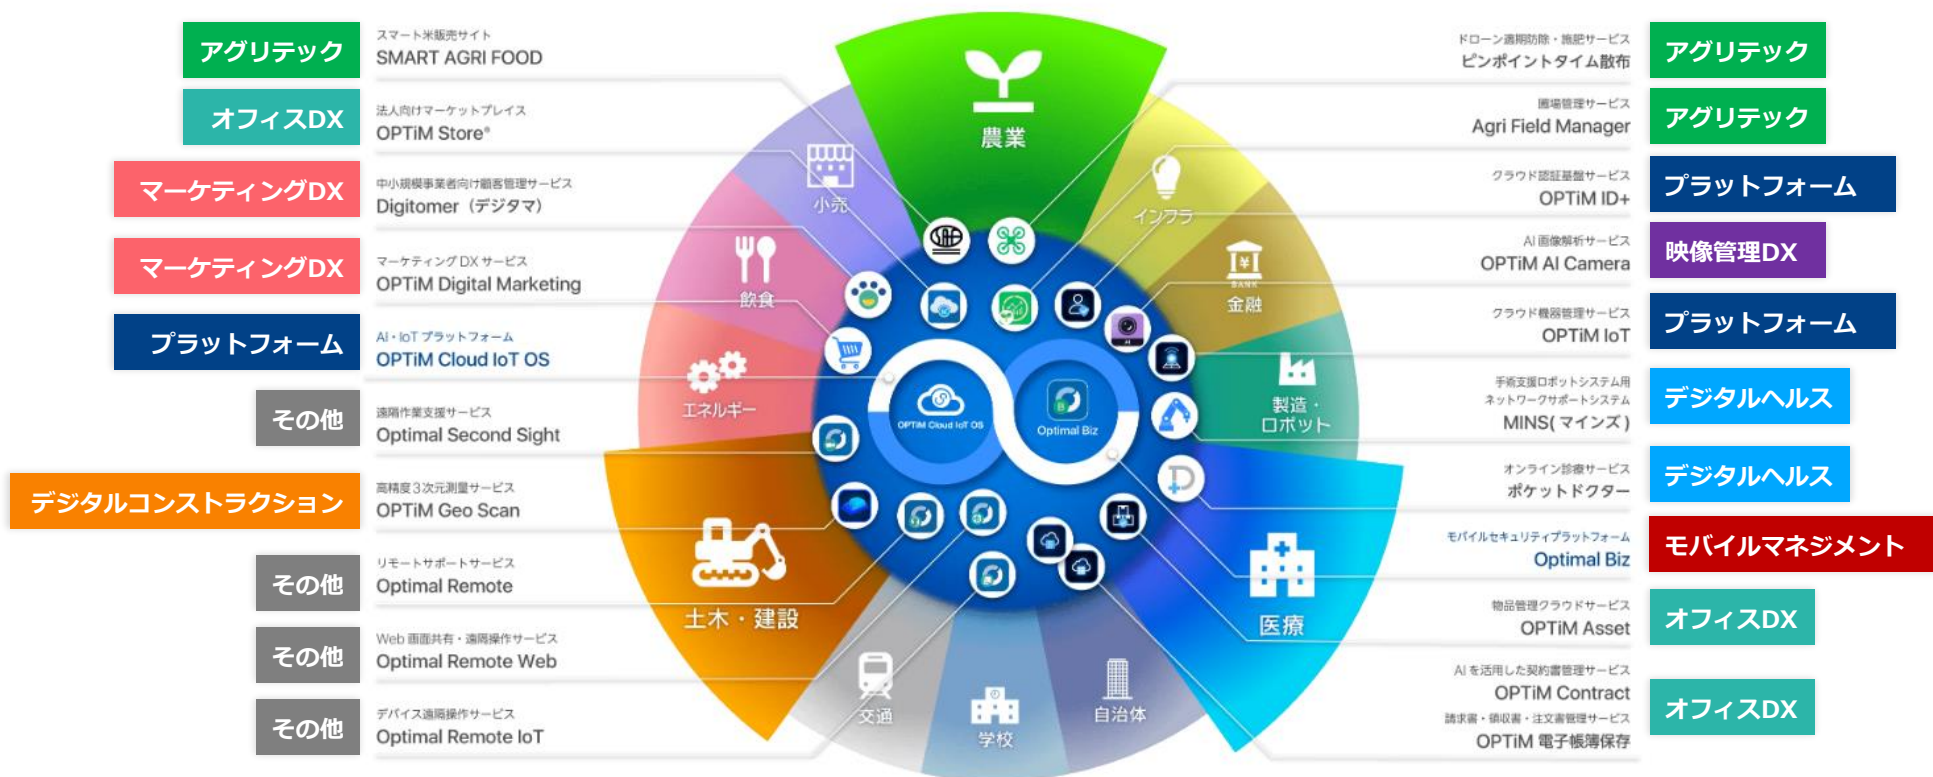 アグリテック
スマート米販売サイト
SMART AGRI FOOD
オフィスDX
法人向けマーケットプレイス
OPTiM Store®
マーケティングDX
中小規模事業者向け顧客管理サービス
Digitomer（デジタマ）
マーケティングDX
マーケティング DX サービス
OPTiM Digital Marketing
プラットフォーム
AI・IoT プラットフォーム
OPTiM Cloud IoT OS
その他
遠隔作業支援サービス
Optimal Second Sight
デジタルコンストラクション
高精度3次元測量サービス
OPTiM Geo Scan
その他
リモートサポートサービス
Optimal Remote
その他
Web 画面共有・遠隔操作サービス
Optimal Remote Web
その他
デバイス遠隔操作サービス
Optimal Remote IoT
農業
小売
飲食
エネルギー
土木・建設
交通
学校
自治体
医療
製造・
ロボット
金融
BANK
インフラ
OPTiM Cloud IoT OS
Optimal Biz
ドローン適期防除・施肥サービス
ピンポイントタイム散布
アグリテック
圃場管理サービス
Agri Field Manager
アグリテック
クラウド認証基盤サービス
OPTiM ID+
プラットフォーム
AI 画像解析サービス
OPTiM AI Camera
映像管理DX
クラウド機器管理サービス
OPTiM IoT
プラットフォーム
手術支援ロボットシステム用
ネットワークサポートシステム
MINS(マインズ)
デジタルヘルス
オンライン診療サービス
ポケットドクター
デジタルヘルス
モバイルセキュリティプラットフォーム
Optimal Biz
モバイルマネジメント
物品管理クラウドサービス
OPTiM Asset
オフィスDX
AI を活用した契約書管理サービス
OPTiM Contract
請求書・領収書・注文書管理サービス
OPTiM 電子帳簿保存
オフィスDX